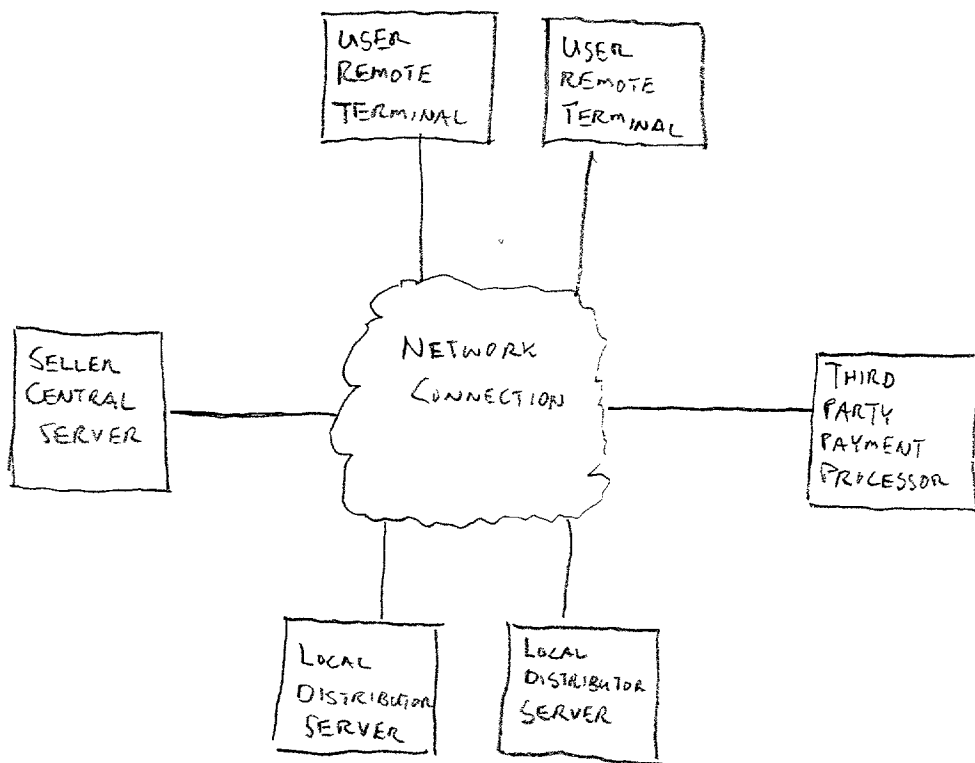 USER
REMOTE
TERMINAL
USER
REMOTE
TERMINAL
NETWORK
CONNECTION
SELLER
CENTRAL
SERVER
THIRD
PARTY
PAYMENT
PROCESSOR
LOCAL
DISTRIBUTOR
SERVER
LOCAL
DISTRIBUTOR
SERVER